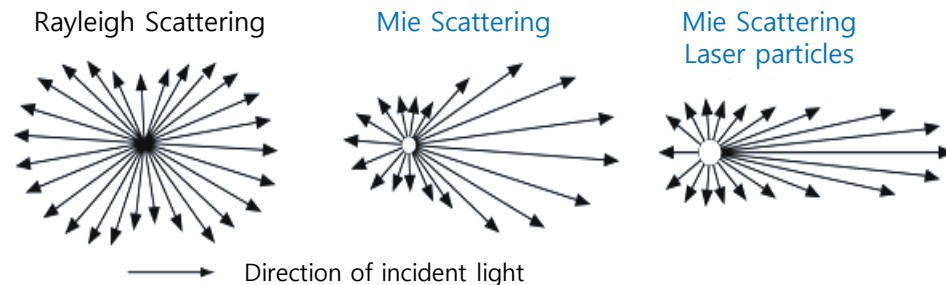 Rayleigh Scattering
Mie Scattering
Mie Scattering
Laser particles
Direction of incident light